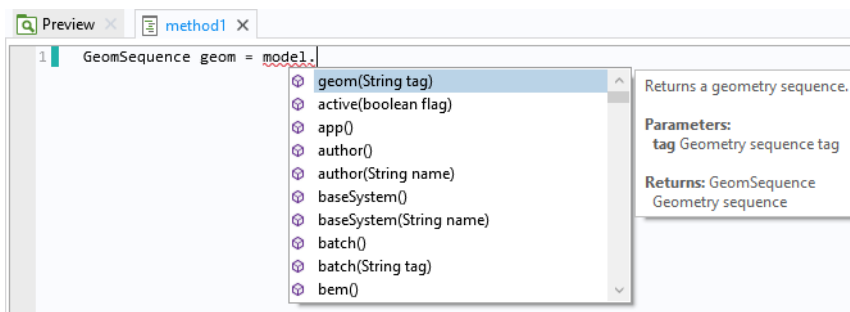 Preview
method1
1 GeomSequence geom = model.
geom(String tag)
active(boolean flag)
app()
author()
author(String name)
baseSystem()
baseSystem(String name)
batch()
batch(String tag)
bem()
Returns a geometry sequence.
Parameters:
tag Geometry sequence tag
Returns: GeomSequence
Geometry sequence